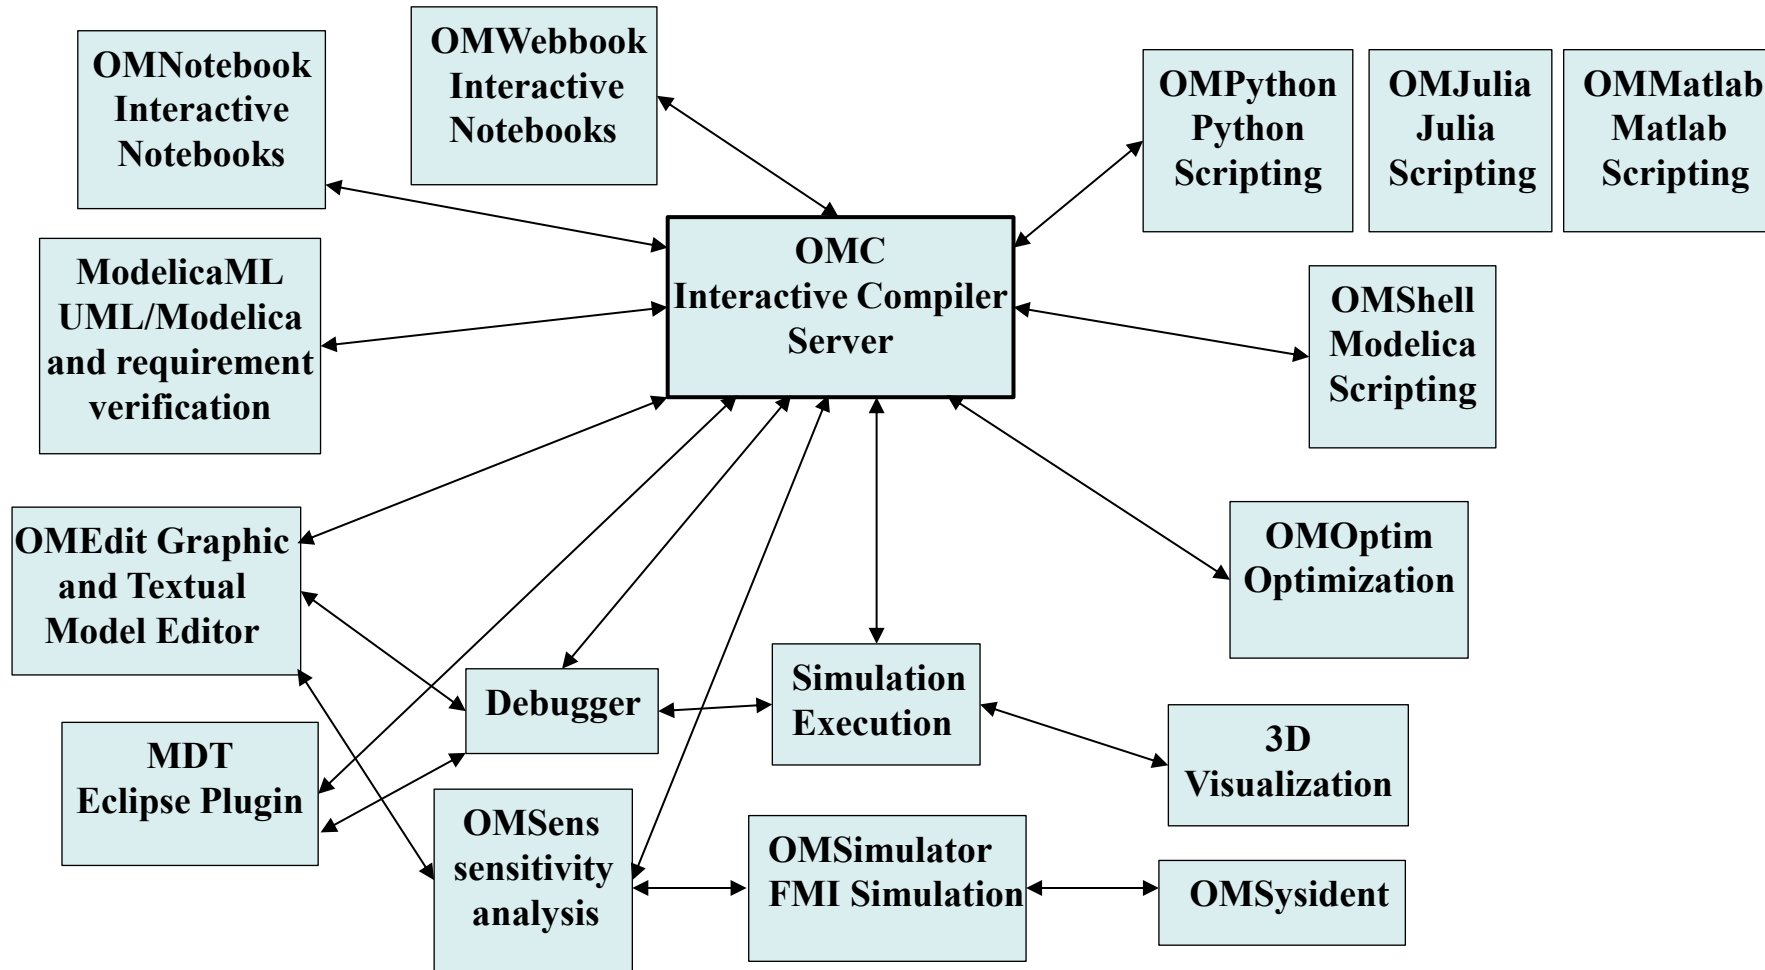 OMNotebook
Interactive
Notebooks
OMWebbook
Interactive
Notebooks
OMPython
Python
Scripting
OMJulia
Julia
Scripting
OMMatlab
Matlab
Scripting
ModelicaML
UML/Modelica
and requirement
verification
OMC
Interactive Compiler
Server
OMShell
Modelica
Scripting
OMEdit Graphic
and Textual
Model Editor
OMOptim
Optimization
Debugger
Simulation
Execution
MDT
Eclipse Plugin
3D
Visualization
OMSens
sensitivity
analysis
OMSimulator
FMI Simulation
OMSysident